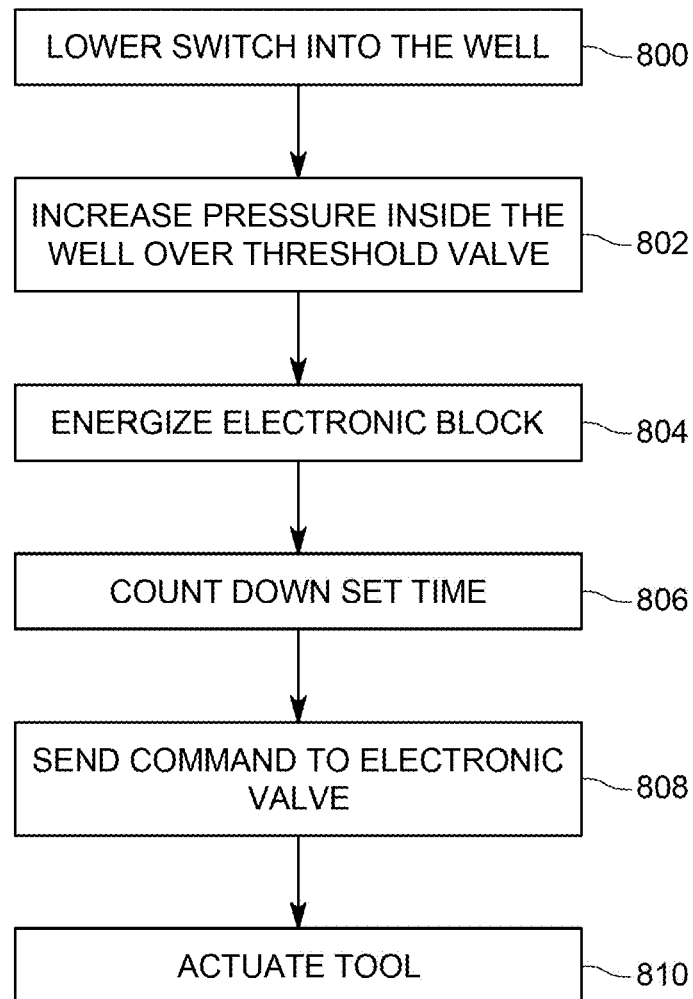 LOWER SWITCH INTO THE WELL
800
INCREASE PRESSURE INSIDE THE
WELL OVER THRESHOLD VALVE
802
ENERGIZE ELECTRONIC BLOCK
804
COUNT DOWN SET TIME
806
SEND COMMAND TO ELECTRONIC
VALVE
808
ACTUATE TOOL
810